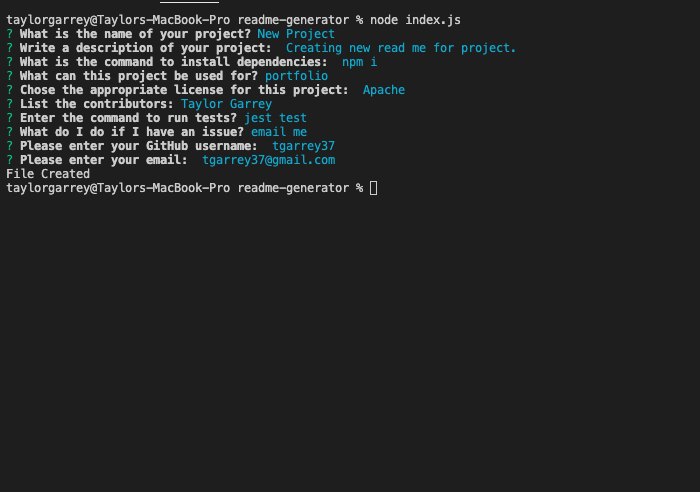 taylorgarrey@Taylors-MacBook-Pro readme-generator % node index.js
? What is the name of your project? New Project
? Write a description of your project:  Creating new read me for project.
? What is the command to install dependencies:  npm i
? What can this project be used for? portfolio
? Chose the appropriate license for this project:  Apache
? List the contributors: Taylor Garrey
? Enter the command to run tests? jest test
? What do I do if I have an issue? email me
? Please enter your GitHub username:  tgarrey37
? Please enter your email:  tgarrey37@gmail.com
File Created
taylorgarrey@Taylors-MacBook-Pro readme-generator %